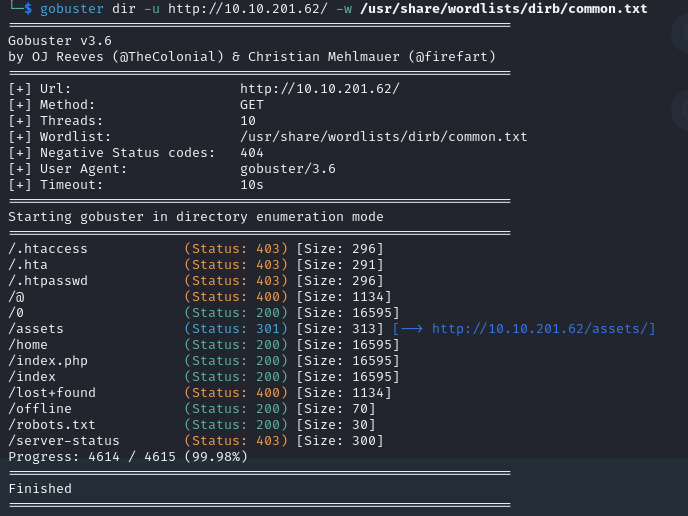 └─$ gobuster dir -u http://10.10.201.62/ -w /usr/share/wordlists/dirb/common.txt
===============================================================
Gobuster v3.6
by OJ Reeves (@TheColonial) & Christian Mehlmauer (@firefart)
===============================================================
[+] Url: http://10.10.201.62/
[+] Method: GET
[+] Threads: 10
[+] Wordlist: /usr/share/wordlists/dirb/common.txt
[+] Negative Status codes: 404
[+] User Agent: gobuster/3.6
[+] Timeout: 10s
===============================================================
Starting gobuster in directory enumeration mode
===============================================================
/.htaccess (Status: 403) [Size: 296]
/.hta (Status: 403) [Size: 291]
/.htpasswd (Status: 403) [Size: 296]
/@ (Status: 400) [Size: 1134]
/0 (Status: 200) [Size: 16595]
/assets (Status: 301) [Size: 313] [--> http://10.10.201.62/assets/]
/home (Status: 200) [Size: 16595]
/index.php (Status: 200) [Size: 16595]
/index (Status: 200) [Size: 16595]
/lost+found (Status: 400) [Size: 1134]
/offline (Status: 200) [Size: 70]
/robots.txt (Status: 200) [Size: 30]
/server-status (Status: 403) [Size: 300]
Progress: 4614 / 4615 (99.98%)
===============================================================
Finished
===============================================================